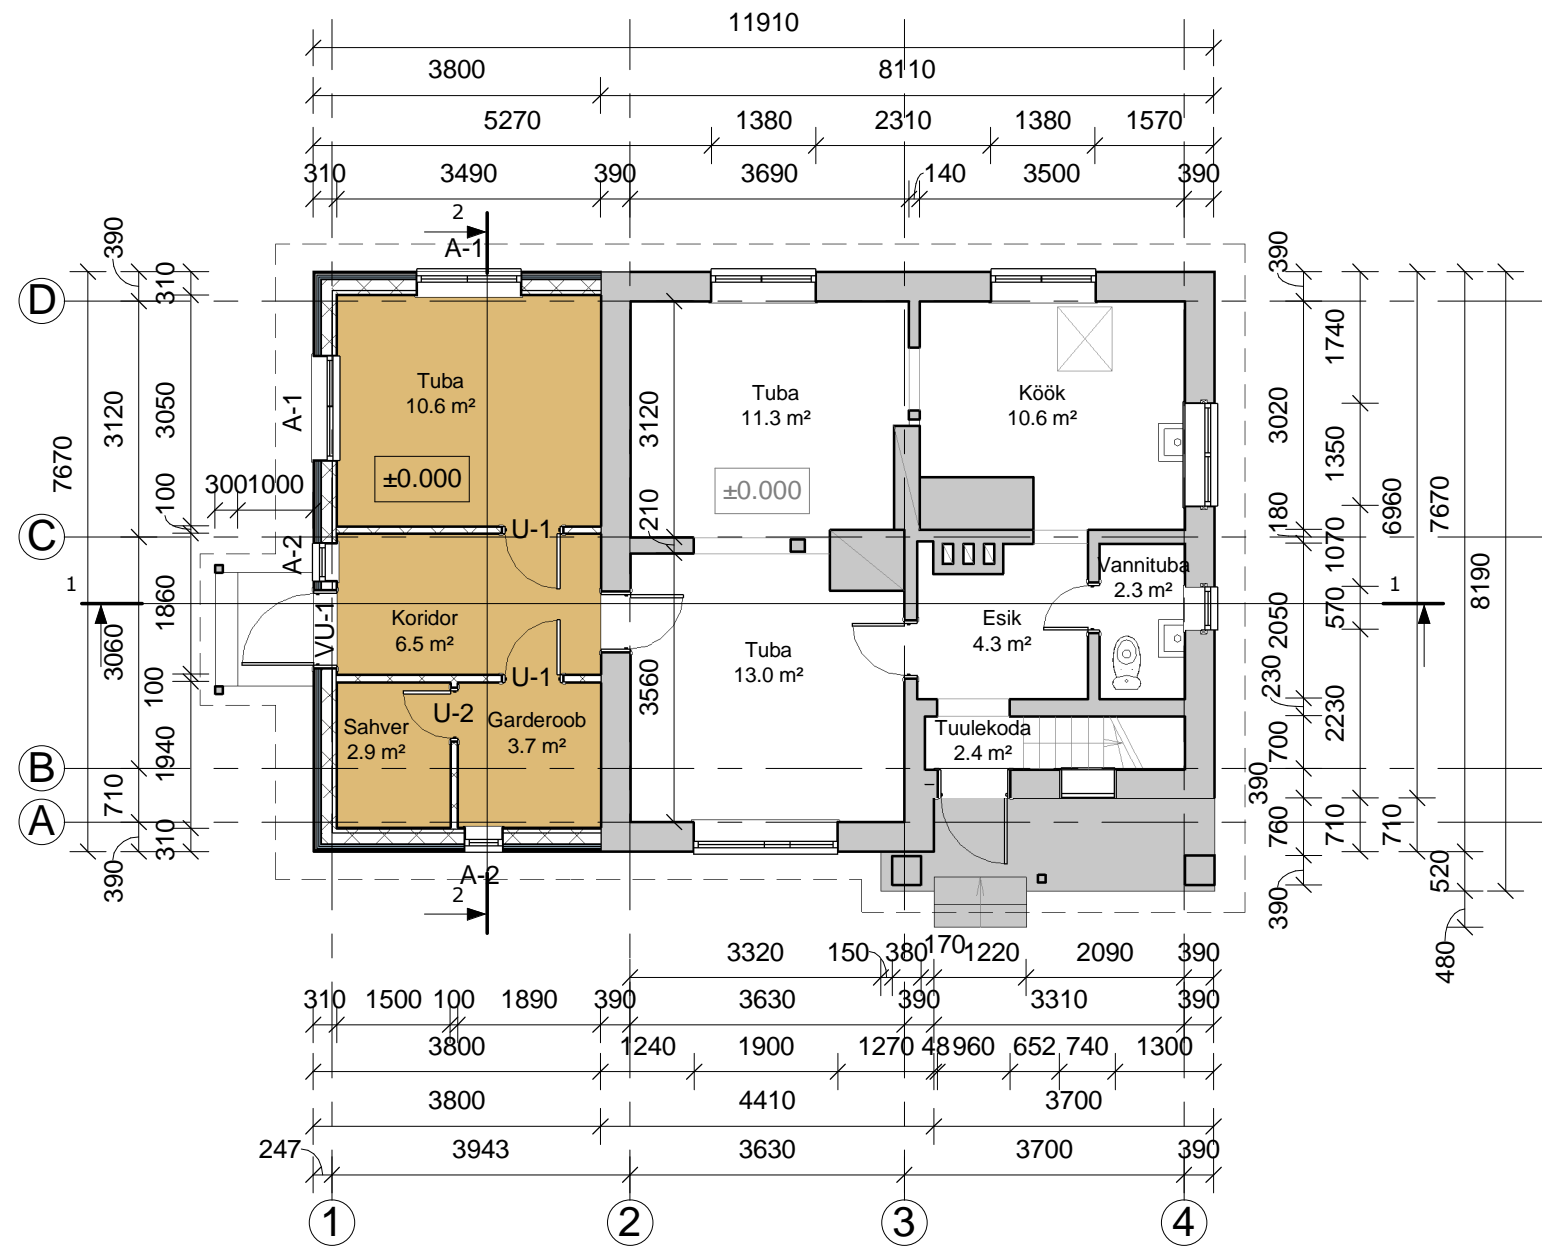 11910
3800 8110
5270 1380 2310 1380 1570
310 3490 390 3690 140 3500 390
2
A-1
390
310
D
390
1740
Tuba
10.6 m²
Tuba
11.3 m²
Köök
10.6 m²
7670
3120
3050
A-1
3120
3020
1350
6960
7670
±0.000
±0.000
300 1000
100
C
U-1
210
180
1070
A-2
Vannituba
2.3 m²
1
1
1860
3060
VU-1
Koridor
6.5 m²
Esik
4.3 m²
2050
570
8190
Tuba
13.0 m²
100
U-1
3560
230
2230
U-2
Sahver
2.9 m²
Garderoob
3.7 m²
Tuulekoda
2.4 m²
1940
700
B
710
390
A
310
390
760
710
710
A-2
2
520
390
480
3320 150 380 170 1220 2090 390
310 1500 100 1890 390 3630 390 3310 390
3800 1240 1900 1270 48 960 652 740 1300
3800 4410 3700
247 3943 3630 3700 390
1 2 3 4